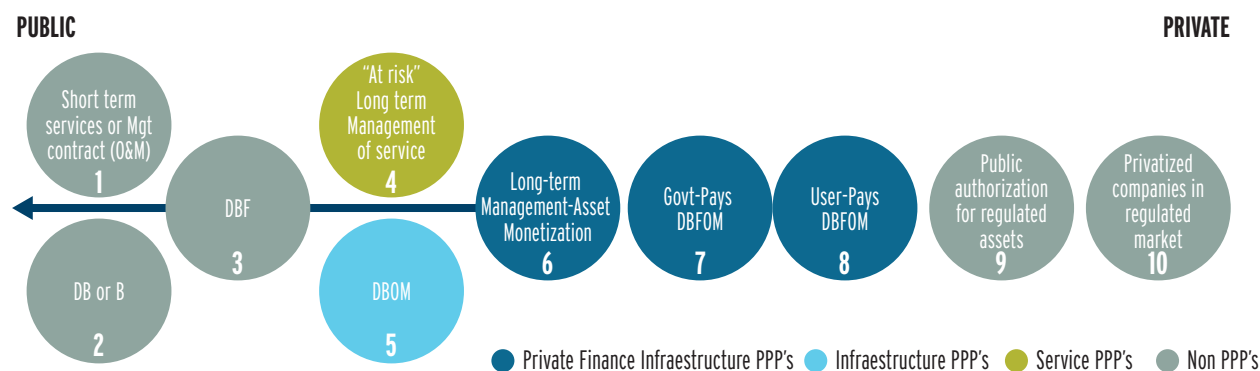 PUBLIC
PRIVATE
Short term
services or Mgt
contract (O&M)
1
DB or B
2
DBF
3
“At risk”
Long term
Management
of service
4
DBOM
5
Long-term
Management-Asset
Monetization
6
Govt-Pays
DBFOM
7
User-Pays
DBFOM
8
Public
authorization
for regulated
assets
9
Privatized
companies in
regulated
market
10
Private Finance Infraestructure PPP's
Infraestructure PPP's
Service PPP's
Non PPP's